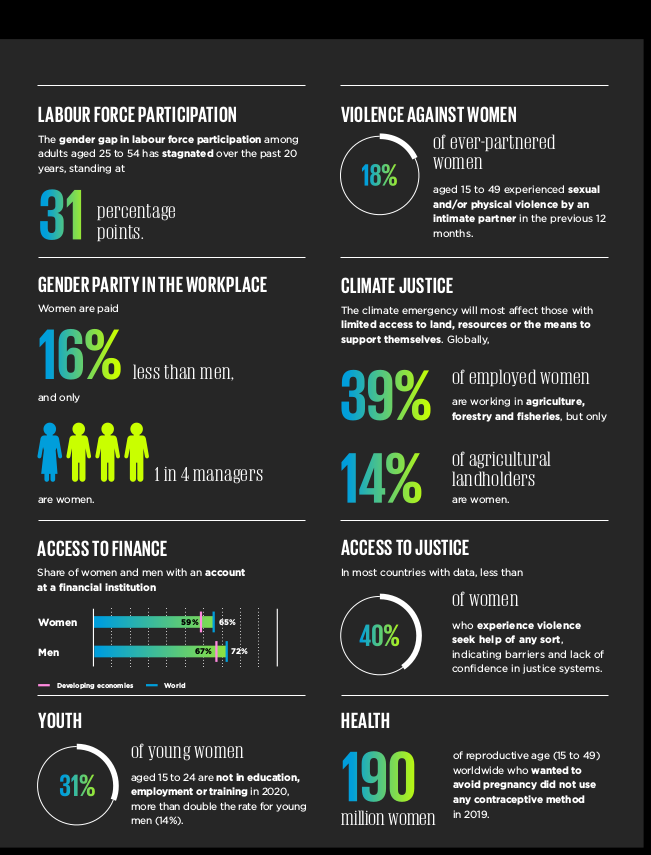 LABOUR FORCE PARTICIPATION
The gender gap in labour force participation among
adults aged 25 to 54 has stagnated over the past 20
years, standing at
31 percentage
points.
GENDER PARITY IN THE WORKPLACE
Women are paid
16% less than men,
and only
1 in 4 managers
are women.
ACCESS TO FINANCE
Share of women and men with an account
at a financial institution
Women 59% 65%
Men 67% 72%
Developing economies World
YOUTH
31%
of young women
aged 15 to 24 are not in education,
employment or training in 2020,
more than double the rate for young
men (14%).
VIOLENCE AGAINST WOMEN
18%
of ever-partnered
women
aged 15 to 49 experienced sexual
and/or physical violence by an
intimate partner in the previous 12
months.
CLIMATE JUSTICE
The climate emergency will most affect those with
limited access to land, resources or the means to
support themselves. Globally,
39%
of employed women
are working in agriculture,
forestry and fisheries, but only
14%
of agricultural
landholders
are women.
ACCESS TO JUSTICE
In most countries with data, less than
40%
of women
who experience violence
seek help of any sort,
indicating barriers and lack of
confidence in justice systems.
HEALTH
190
million women
of reproductive age (15 to 49)
worldwide who wanted to
avoid pregnancy did not use
any contraceptive method
in 2019.